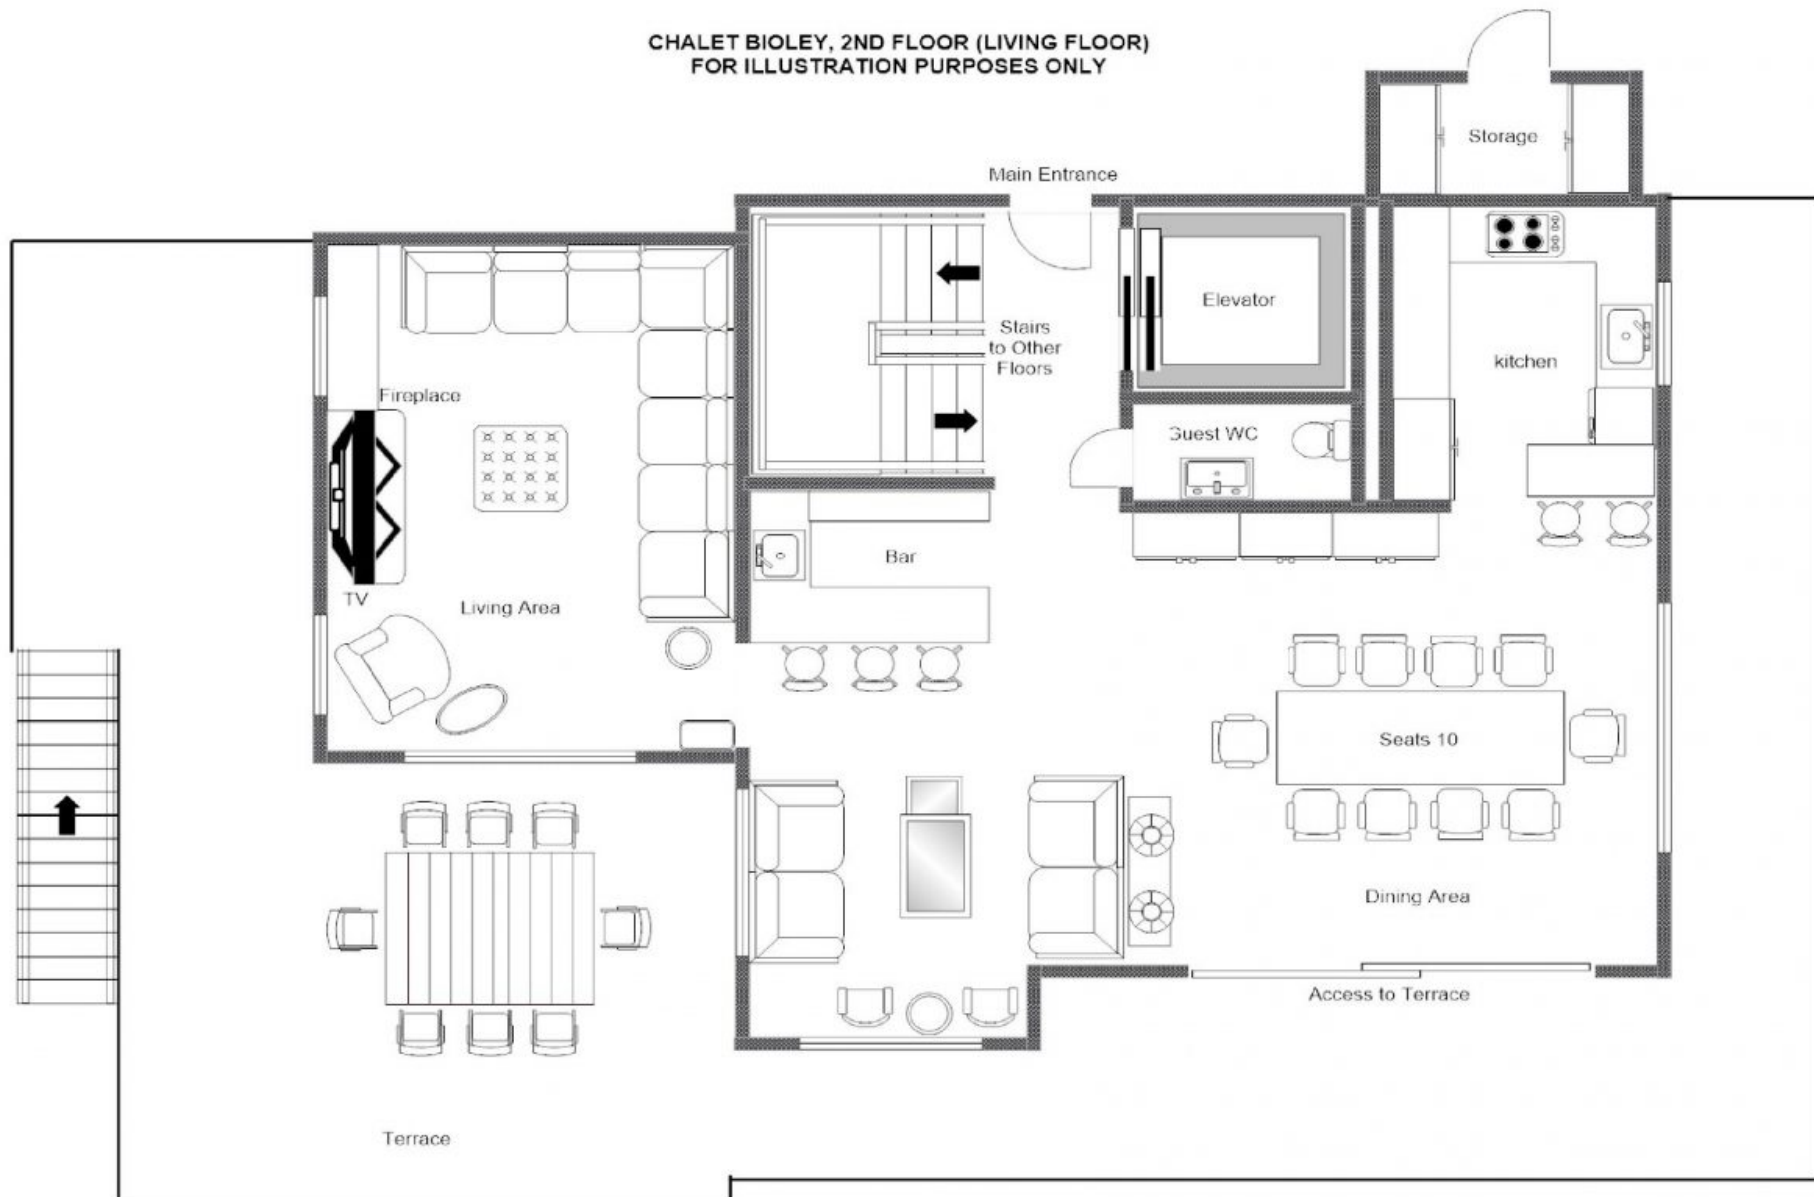 CHALET BIOLEY, 2ND FLOOR (LIVING FLOOR)
FOR ILLUSTRATION PURPOSES ONLY
Storage
Main Entrance
Elevator
Stairs
to Other
Floors
kitchen
Fireplace
Guest WC
Bar
TV
Living Area
Seats 10
Dining Area
Access to Terrace
Terrace